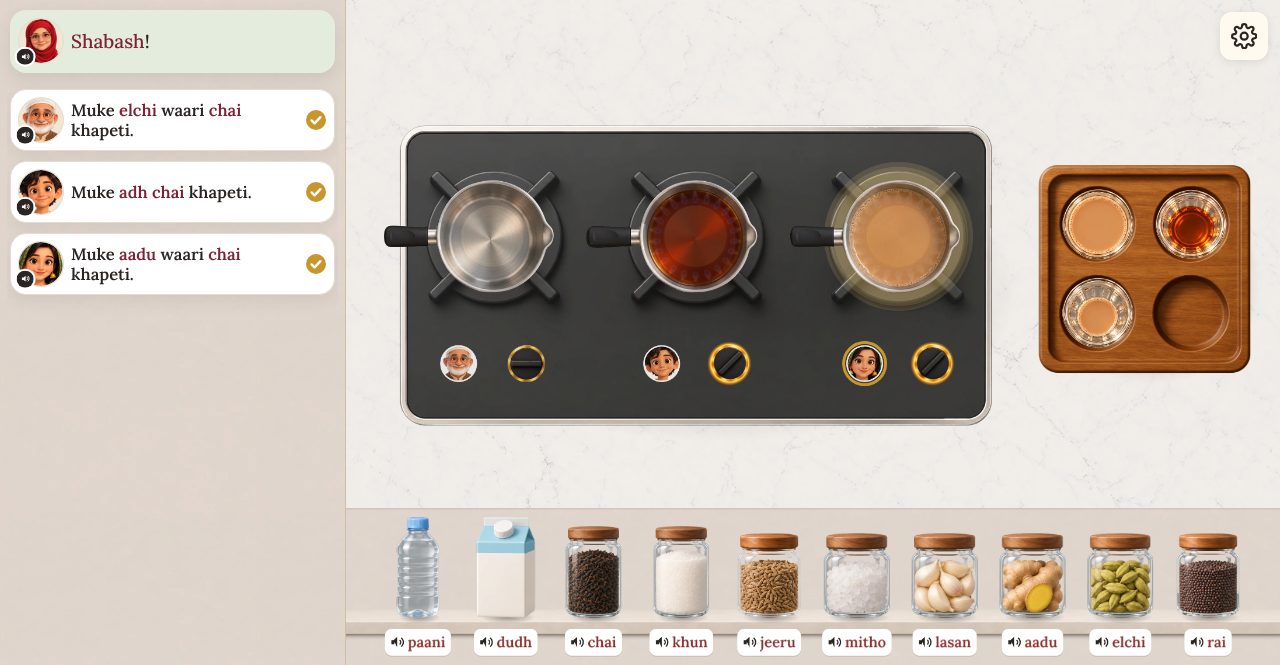 Shabash!
Muke elchi waari chai
khapeti.
Muke adh chai khapeti.
Muke aadu waari chai
khapeti.
paani
dudh
chai
khun
jeeru
mitho
lasan
aadu
elchi
rai